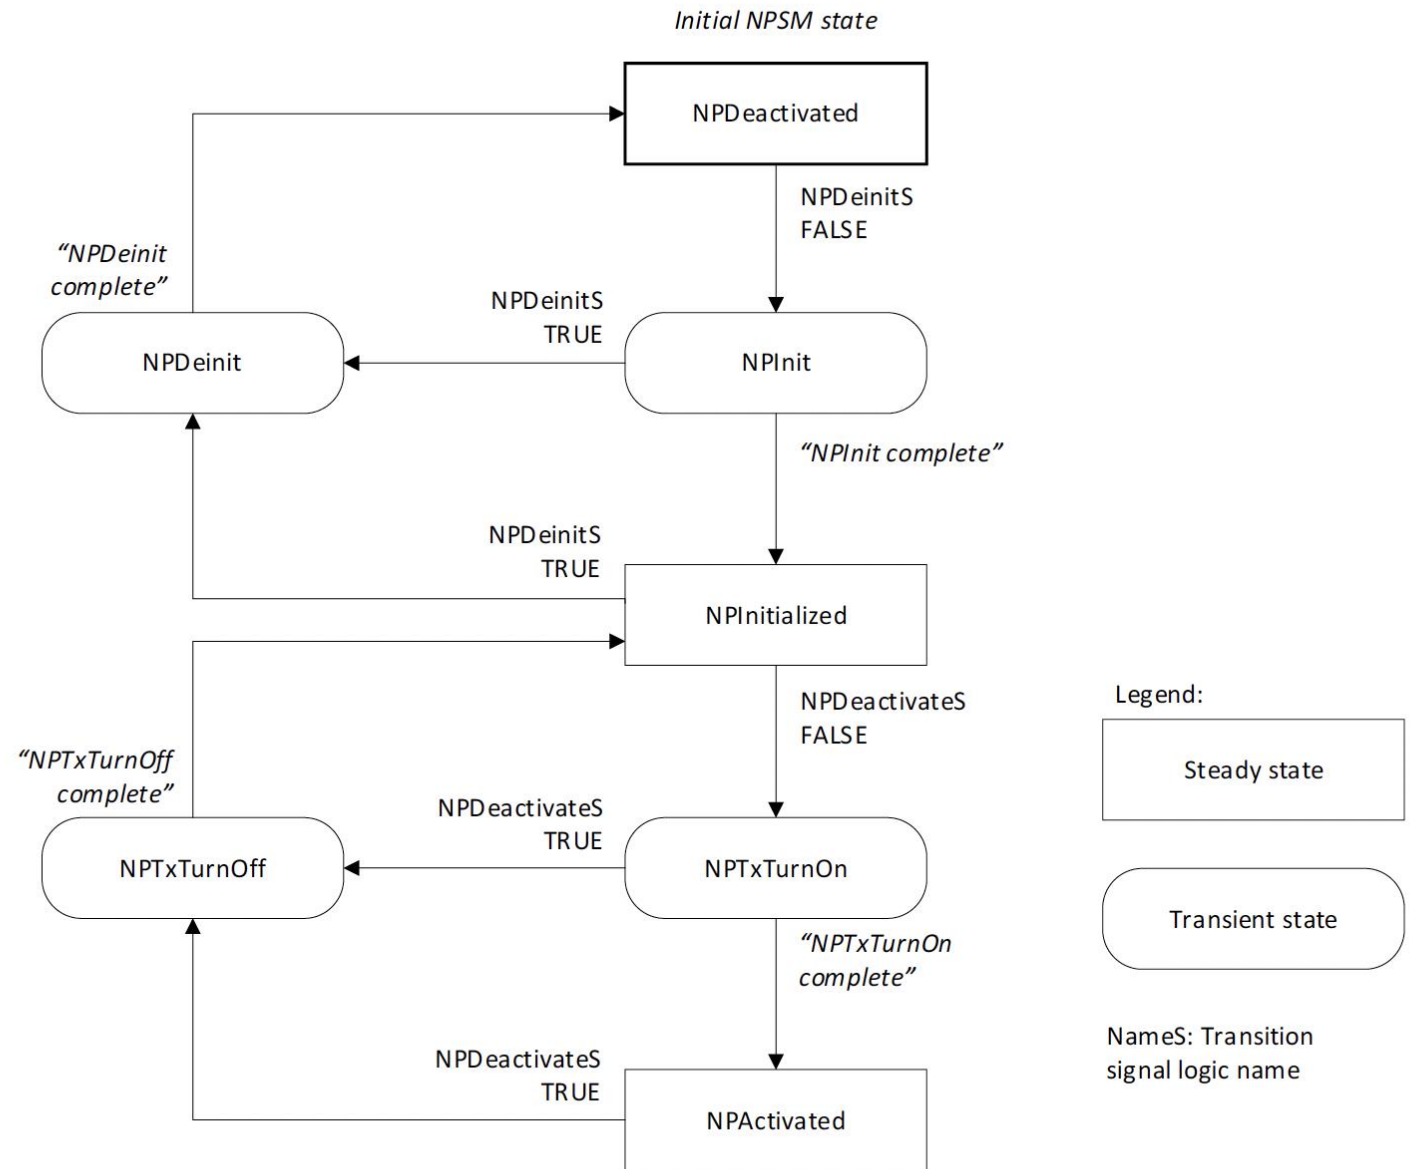 Initial NPSM state
NPDeactivated
NPDeinitS
FALSE
“NPDeinit
complete”
NPDeinitS
TRUE
NPDeinit
NPInit
“NPInit complete”
NPDeinitS
TRUE
NPInitialized
NPDeactivateS
FALSE
“NPTxTurnOff
complete”
NPDeactivateS
TRUE
NPTxTurnOff
NPTxTurnOn
“NPTxTurnOn
complete”
NPDeactivateS
TRUE
NPActivated
Legend:
Steady state
Transient state
NameS: Transition
signal logic name